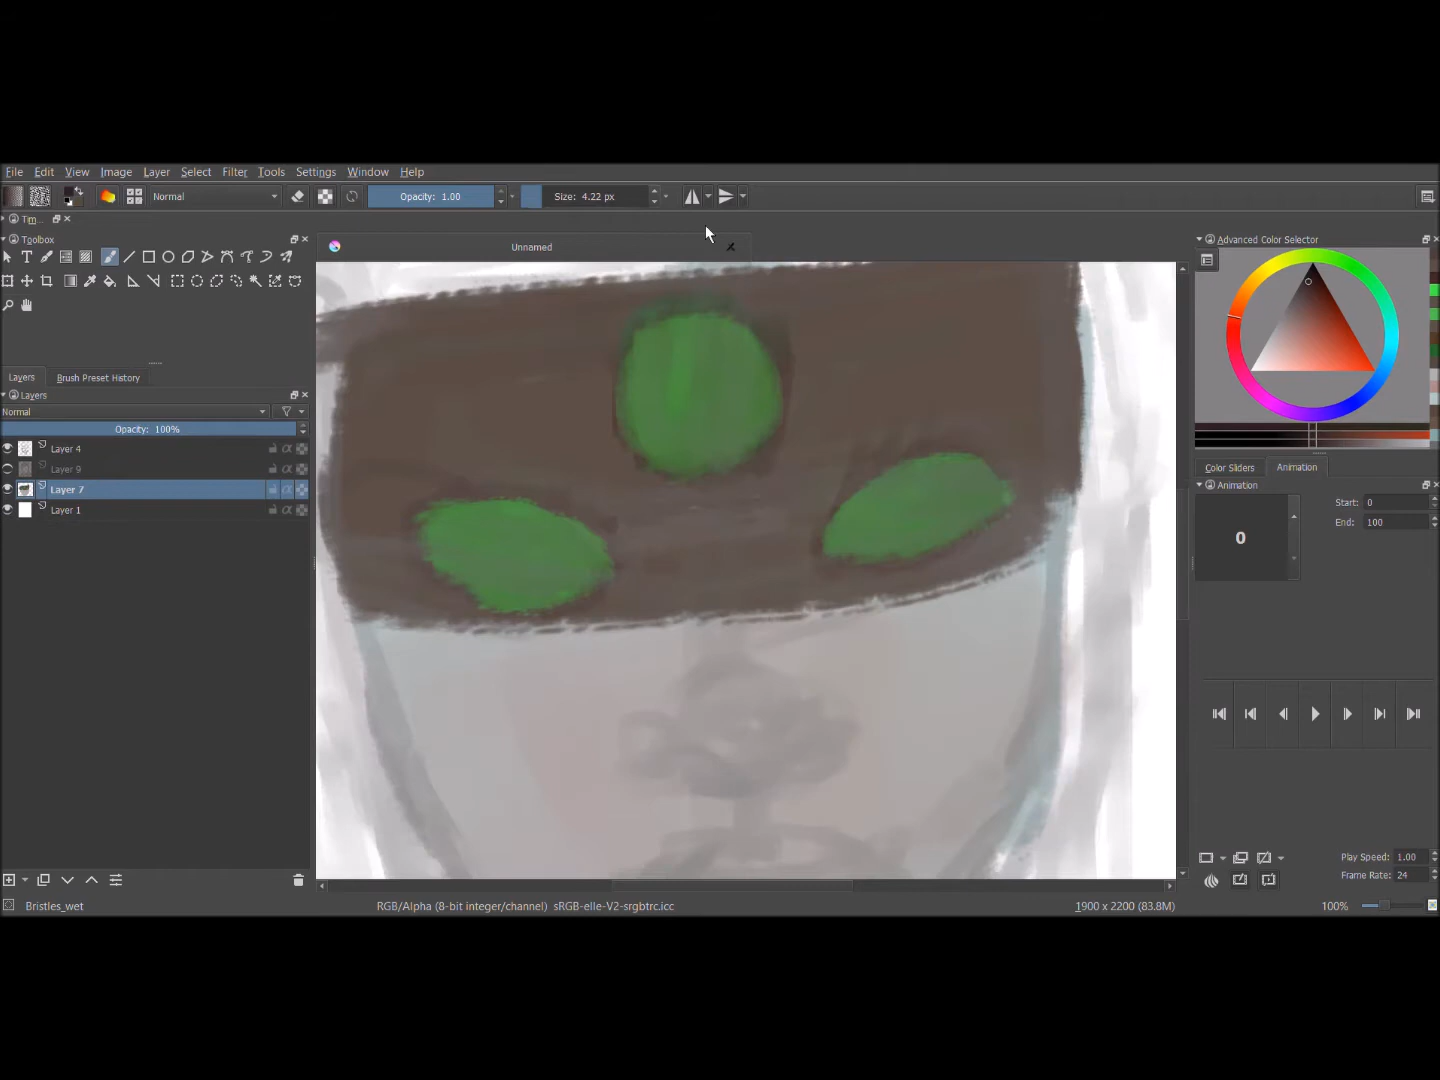 File Edit View Image Layer Select Filter Tools Settings Window Help
Normal Opacity: 1.00 Size: 4.22 px
Tim...
Toolbox
Unnamed
Advanced Color Selector
Layers Brush Preset History
Layers
Normal
Opacity: 100%
Layer 4
Layer 9
Layer 7
Layer 1
Color Sliders Animation
Animation
Start: 0
End: 100
0
Play Speed: 1.00
Frame Rate: 24
Bristles_wet
RGB/Alpha (8-bit integer/channel) sRGB-elle-V2-srgbtrc.icc
1900 x 2200 (83.8M)
100%